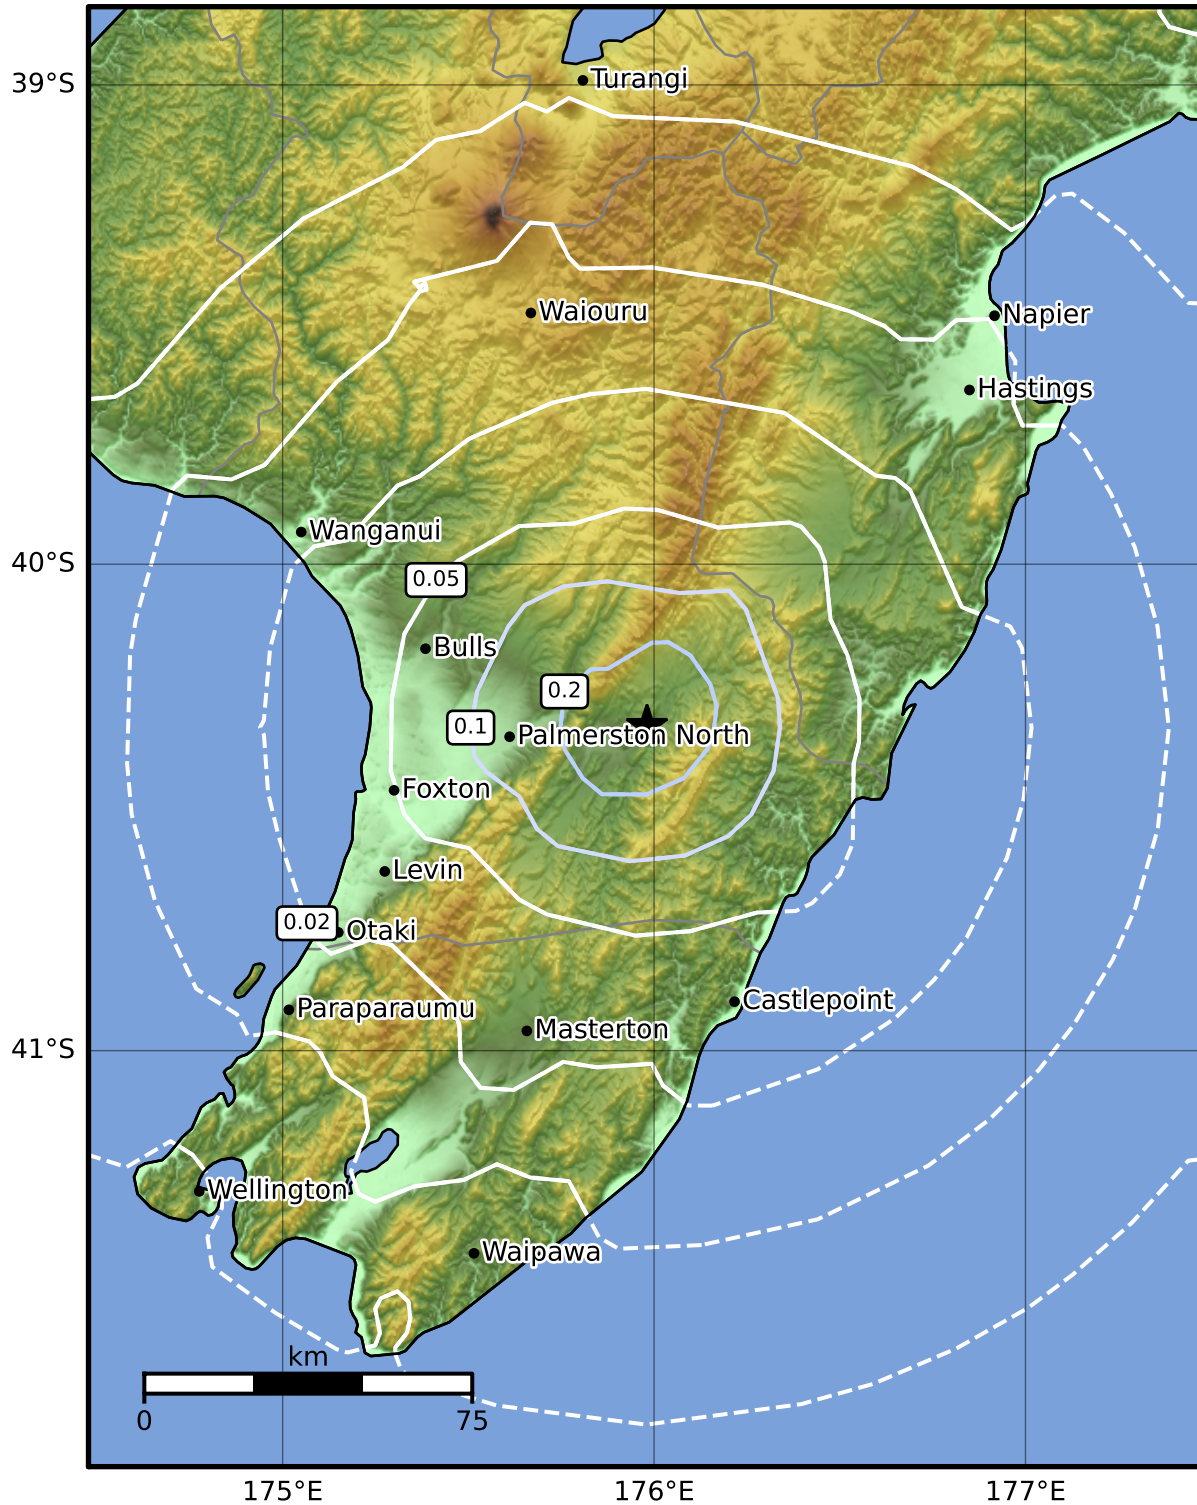 39°S
Turangi
Waiouru
Napier
Hastings
Wanganui
40°S
0.05
Bulls
0.2
0.1
Palmerston North
Foxton
Levin
0.02
Otaki
Paraparaumu
Castlepoint
Masterton
41°S
Wellington
Waipawa
km
0 75
175°E 176°E 177°E